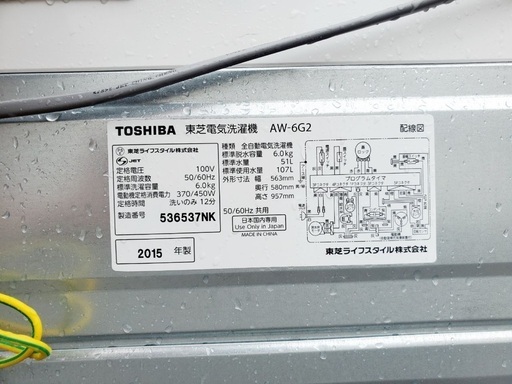 TOSHIBA 東芝電気洗濯機 AW-6G2 配線図
東芝ライフスタイル株式会社
JET
定格電圧 100V
定格周波数 50/60Hz
標準洗濯容量 6.0kg
電動機定格消費電力 370/450W
定格時間 洗いのみ 12分
製造番号 536537NK
2015 年製
種類 全自動電気洗濯機
標準脱水容量 6.0kg
標準水量 51L
標準使用水量 107L
外形寸法 幅 563mm
奥行 580mm
高さ 957mm
50/60Hz 共用
日本国内専用
Use Only in Japan
MADE IN CHINA
プログラムタイマ
東芝ライフスタイル株式会社